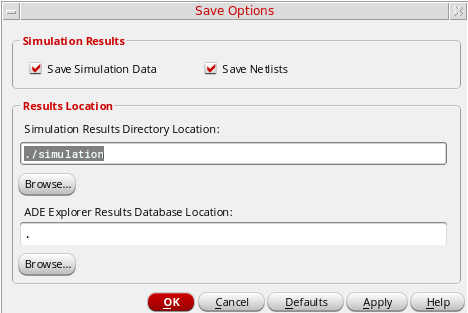 Save Options
Simulation Results
Save Simulation Data
Save Netlists
Results Location
Simulation Results Directory Location:
./simulation
Browse...
ADE Explorer Results Database Location:
.
Browse...
OK Cancel Defaults Apply Help